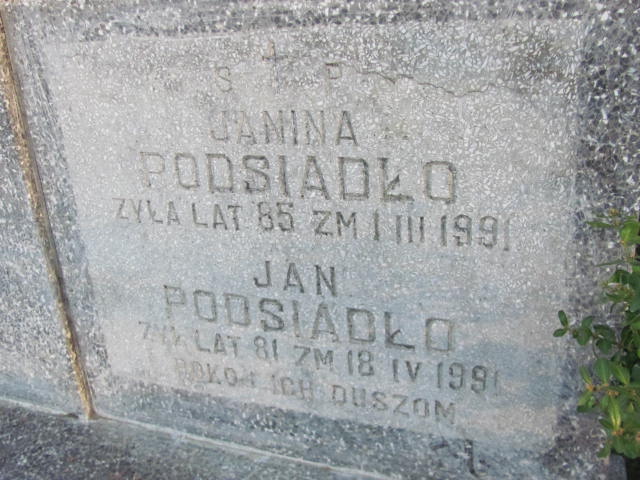 S P
JANINA
PODSIADŁO
ŻYŁA LAT 85 ZM 1 III 1991
JAN
PODSIADŁO
ŻYŁ LAT 81 ZM 18 IV 1991
POKÓJ ICH DUSZOM